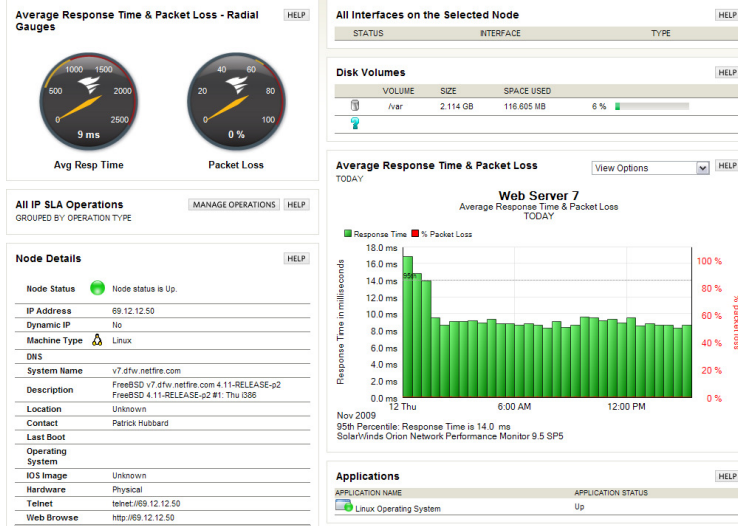 Average Response Time & Packet Loss - Radial
Gauges
HELP
1000 1500
500 2000
0 2500
9 ms
Avg Resp Time
40 60
20 80
0 100
0 %
Packet Loss
All IP SLA Operations
GROUPED BY OPERATION TYPE
MANAGE OPERATIONS HELP
Node Details HELP
Node Status Node status is Up.
IP Address 69.12.12.50
Dynamic IP No
Machine Type Linux
DNS
System Name v7.dfw.netfire.com
Description FreeBSD v7.dfw.netfire.com 4.11-RELEASE-p2
FreeBSD 4.11-RELEASE-p2 #1: Thu i386
Location Unknown
Contact Patrick Hubbard
Last Boot
Operating
System
IOS Image Unknown
Hardware Physical
Telnet telnet://69.12.12.50
Web Browse http://69.12.12.50
All Interfaces on the Selected Node HELP
STATUS INTERFACE TYPE
Disk Volumes HELP
VOLUME SIZE SPACE USED
/var 2.114 GB 116.605 MB 6 %
Average Response Time & Packet Loss View Options HELP
TODAY
Web Server 7
Average Response Time & Packet Loss
TODAY
Response Time % Packet Loss
18.0 ms
16.0 ms
14.0 ms
12.0 ms
10.0 ms
8.0 ms
6.0 ms
4.0 ms
2.0 ms
0.0 ms
Response Time in milliseconds
95th
100 %
80 %
60 %
40 %
20 %
0 %
% packet loss
12 Thu 6:00 AM 12:00 PM
Nov 2009
95th Percentile: Response Time is 14.0 ms
SolarWinds Orion Network Performance Monitor 9.5 SP5
Applications HELP
APPLICATION NAME APPLICATION STATUS
Linux Operating System Up